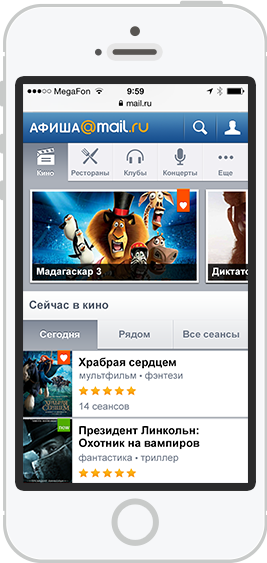 MegaFon 9:59
mail.ru
АФИША@mail.ru
Кино Рестораны Клубы Концерты Еще
Мадагаскар 3 Диктато
Сейчас в кино
Сегодня Рядом Все сеансы
Храбрая сердцем
мультфильм • фэнтези
14 сеансов
new
Президент Линкольн:
Охотник на вампиров
фантастика • триллер